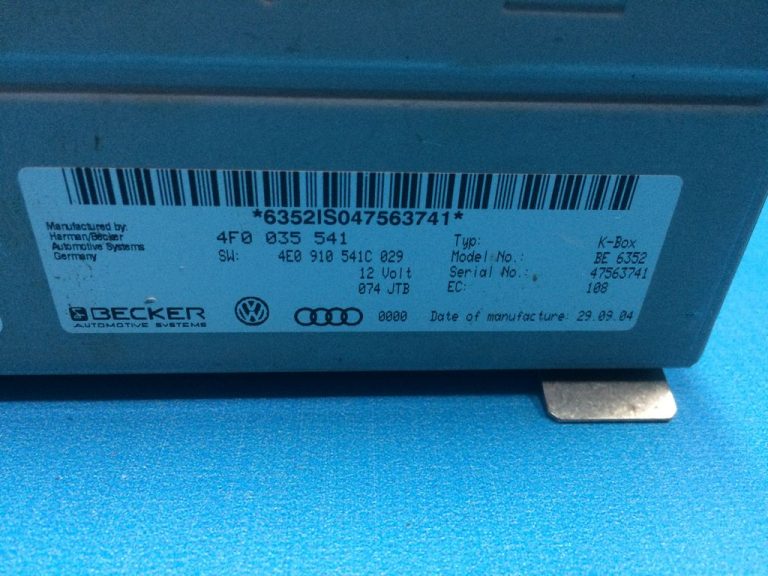 *6352IS047563741*
Manufactured by:
Harman/Becker
Automotive Systems
Germany
4F0 035 541
SW: 4E0 910 541C 029
12 Volt
074 JTB
Typ: K-Box
Model No.: BE 6352
Serial No.: 47563741
EC: 108
BECKER
AUTOMOTIVE SYSTEMS
VW
0000
Date of manufacture: 29.09.04